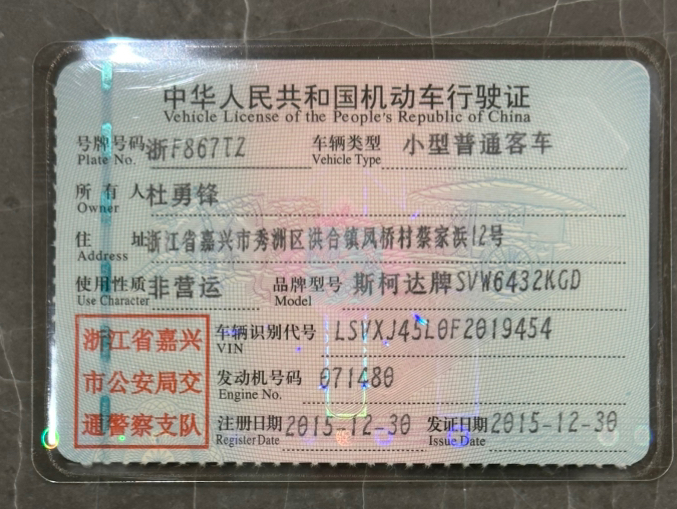 中华人民共和国机动车行驶证
Vehicle License of the People's Republic of China
号牌号码 浙F867TZ 车辆类型 小型普通客车
Plate No. Vehicle Type
所有人 杜勇锋
Owner
住址 浙江省嘉兴市秀洲区洪合镇凤桥村蔡家浜12号
Address
使用性质 非营运 品牌型号 斯柯达牌SVW6432KGD
Use Character Model
浙江省嘉兴 车辆识别代号 LSVXJ45L0F2019454
VIN
市公安局交 发动机号码 071480
Engine No.
通警察支队 注册日期 2015-12-30 发证日期 2015-12-30
Register Date Issue Date